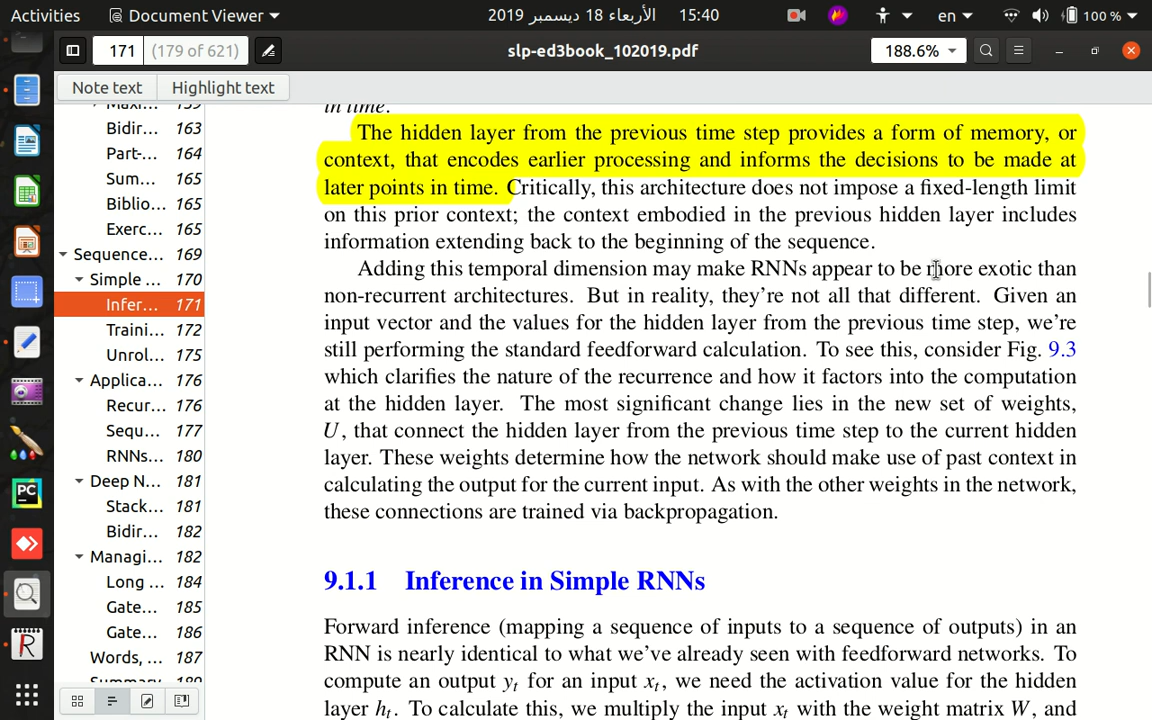 Activities Document Viewer 2019 الأربعاء 18 ديسمبر 15:40 en 100 %
171 (179 of 621) slp-ed3book_102019.pdf 188.6%
Note text Highlight text
Maxi... 159
Bidir... 163
Part-... 164
Sum... 165
Biblio... 165
Exerc... 165
Sequence... 169
Simple ... 170
Infer... 171
Traini... 172
Unrol... 175
Applica... 176
Recur... 176
Sequ... 177
RNNs... 180
Deep N... 181
Stack... 181
Bidir... 182
Managi... 182
Long ... 184
Gate... 185
Gate... 186
Words, ... 187
Summary 189
in time.
The hidden layer from the previous time step provides a form of memory, or
context, that encodes earlier processing and informs the decisions to be made at
later points in time. Critically, this architecture does not impose a fixed-length limit
on this prior context; the context embodied in the previous hidden layer includes
information extending back to the beginning of the sequence.
Adding this temporal dimension may make RNNs appear to be more exotic than
non-recurrent architectures. But in reality, they're not all that different. Given an
input vector and the values for the hidden layer from the previous time step, we're
still performing the standard feedforward calculation. To see this, consider Fig. 9.3
which clarifies the nature of the recurrence and how it factors into the computation
at the hidden layer. The most significant change lies in the new set of weights,
U, that connect the hidden layer from the previous time step to the current hidden
layer. These weights determine how the network should make use of past context in
calculating the output for the current input. As with the other weights in the network,
these connections are trained via backpropagation.
9.1.1 Inference in Simple RNNs
Forward inference (mapping a sequence of inputs to a sequence of outputs) in an
RNN is nearly identical to what we've already seen with feedforward networks. To
compute an output yt for an input xt, we need the activation value for the hidden
layer ht. To calculate this, we multiply the input xt with the weight matrix W, and